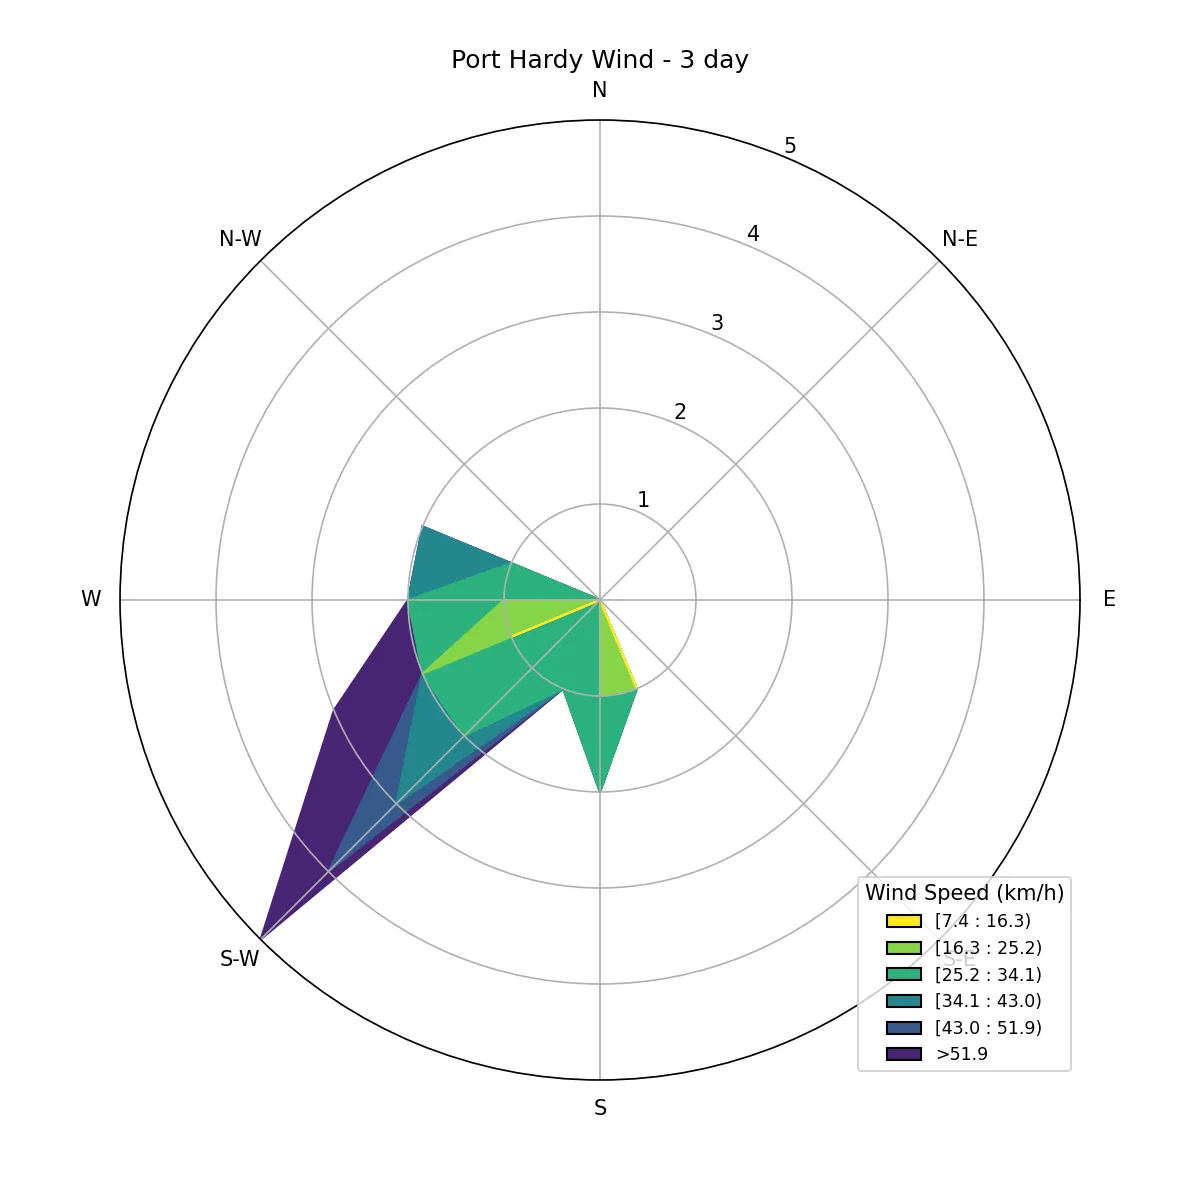 Port Hardy Wind - 3 day
N
5
N-W
N-E
4
3
2
1
W
E
Wind Speed (km/h)
[7.4 : 16.3)
[16.3 : 25.2)
S-W
S-E
[25.2 : 34.1)
[34.1 : 43.0)
[43.0 : 51.9)
>51.9
S